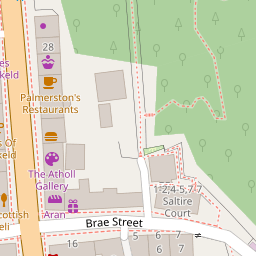 28
Palmerston's
Restaurants
The Atholl
Gallery
Aran
Brae Street
1-2,4-5,7 7
Saltire
Court
16
5
7